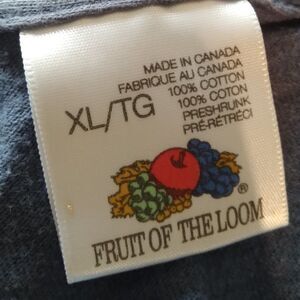 MADE IN CANADA
FABRIQUE AU CANADA
XL/TG
100% COTTON
100% COTON
PRESHRUNK
PRÉ-RÉTRÉCI
®
FRUIT OF THE LOOM